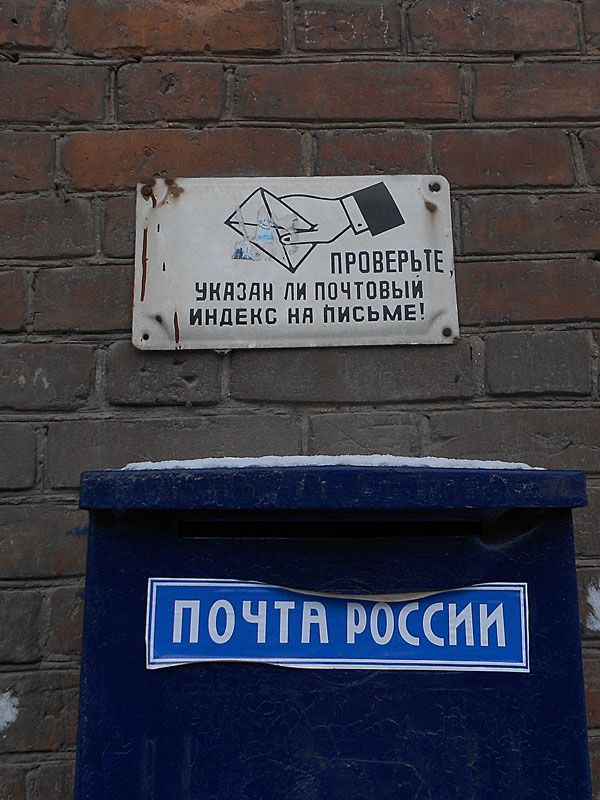 ПРОВЕРЬТЕ,
УКАЗАН ЛИ ПОЧТОВЫЙ
ИНДЕКС НА ПИСЬМЕ!
ПОЧТА РОССИИ